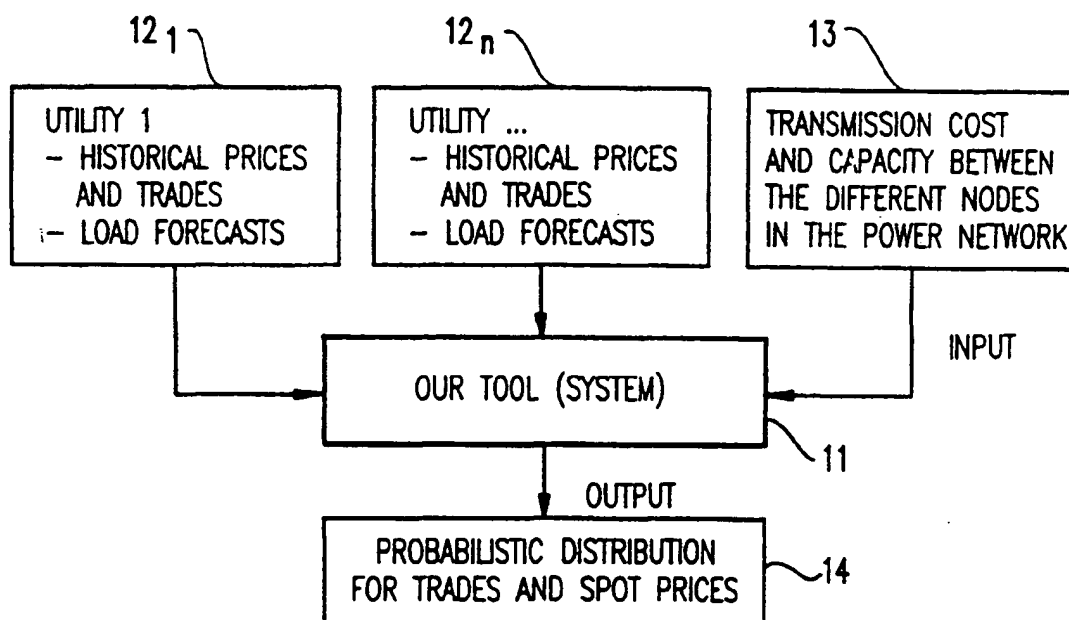 12 1
12 n
13
UTILITY 1
- HISTORICAL PRICES
AND TRADES
- LOAD FORECASTS
UTILITY ...
- HISTORICAL PRICES
AND TRADES
- LOAD FORECASTS
TRANSMISSION COST
AND CAPACITY BETWEEN
THE DIFFERENT NODES
IN THE POWER NETWORK
INPUT
OUR TOOL (SYSTEM)
11
OUTPUT
PROBABILISTIC DISTRIBUTION
FOR TRADES AND SPOT PRICES
14